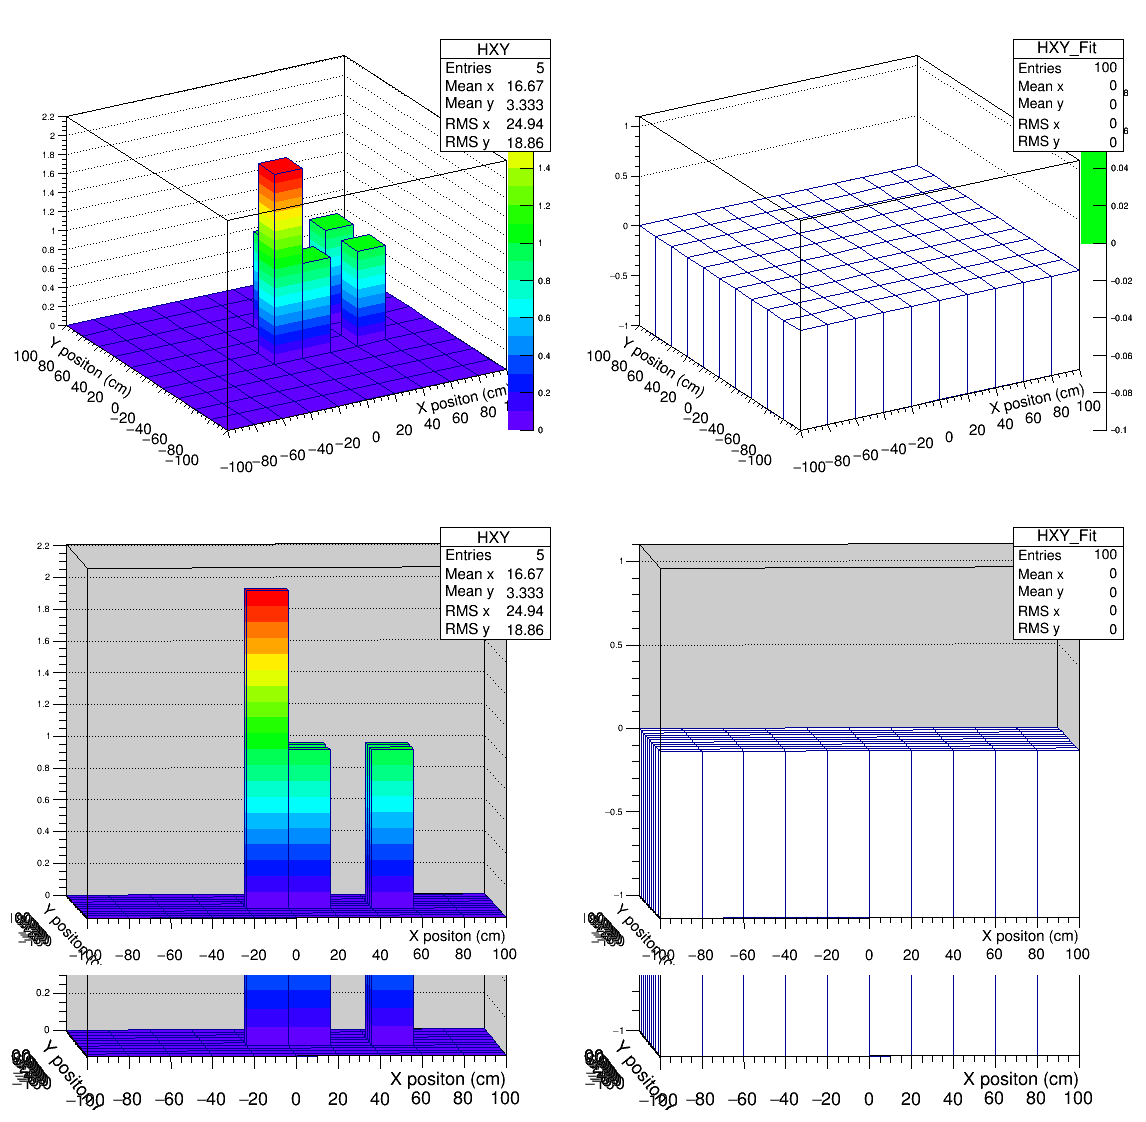 HXY
Entries 5
Mean x 16.67
Mean y 3.333
RMS x 24.94
RMS y 18.86
2.2
2
1.8
1.6
1.4
1.2
1
0.8
0.6
0.4
0.2
0
1.4
1.2
1
0.8
0.6
0.4
0.2
0
Y positon (cm)
100 80 60 40 20 0 −20 −40 −60 −80 −100
X positon (cm)
−100 −80 −60 −40 −20 0 20 40 60 80
HXY_Fit
Entries 100
Mean x 0
Mean y 0
RMS x 0
RMS y 0
1
0.5
0
−0.5
−1
0.04
0.02
0
−0.02
−0.04
−0.06
−0.08
−0.1
Y positon (cm)
100 80 60 40 20 0 −20 −40 −60 −80 −100
X positon (cm)
−100 −80 −60 −40 −20 0 20 40 60 80 100
HXY
Entries 5
Mean x 16.67
Mean y 3.333
RMS x 24.94
RMS y 18.86
2.2
2
1.8
1.6
1.4
1.2
1
0.8
0.6
0.4
0.2
0
Y positon
X positon (cm)
−100 −80 −60 −40 −20 0 20 40 60 80 100
HXY_Fit
Entries 100
Mean x 0
Mean y 0
RMS x 0
RMS y 0
1
0.5
0
−0.5
−1
Y positon
X positon (cm)
−100 −80 −60 −40 −20 0 20 40 60 80 100
0.2
0
Y positon
X positon (cm)
−100 −80 −60 −40 −20 0 20 40 60 80 100
−1
Y positon
X positon (cm)
−100 −80 −60 −40 −20 0 20 40 60 80 100